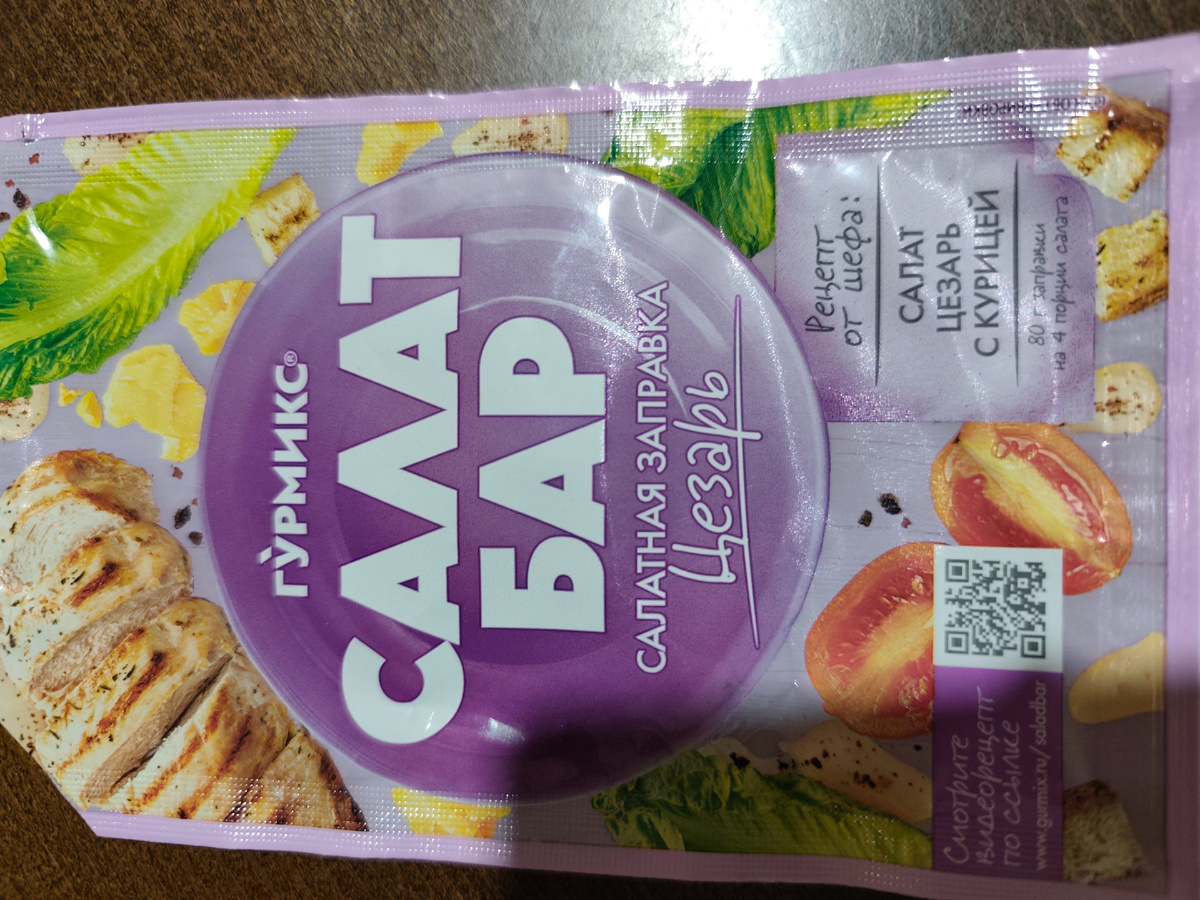 ГУРМИКС®
САЛАТ
БАР
САЛАТНАЯ ЗАПРАВКА
Цезарь
Рецепт
от шефа:
САЛАТ
ЦЕЗАРЬ
С КУРИЦЕЙ
80 г заправки
на 4 порции салата
Смотрите
видеорецепт
по ссылке
www.gurmix.ru/saladbar